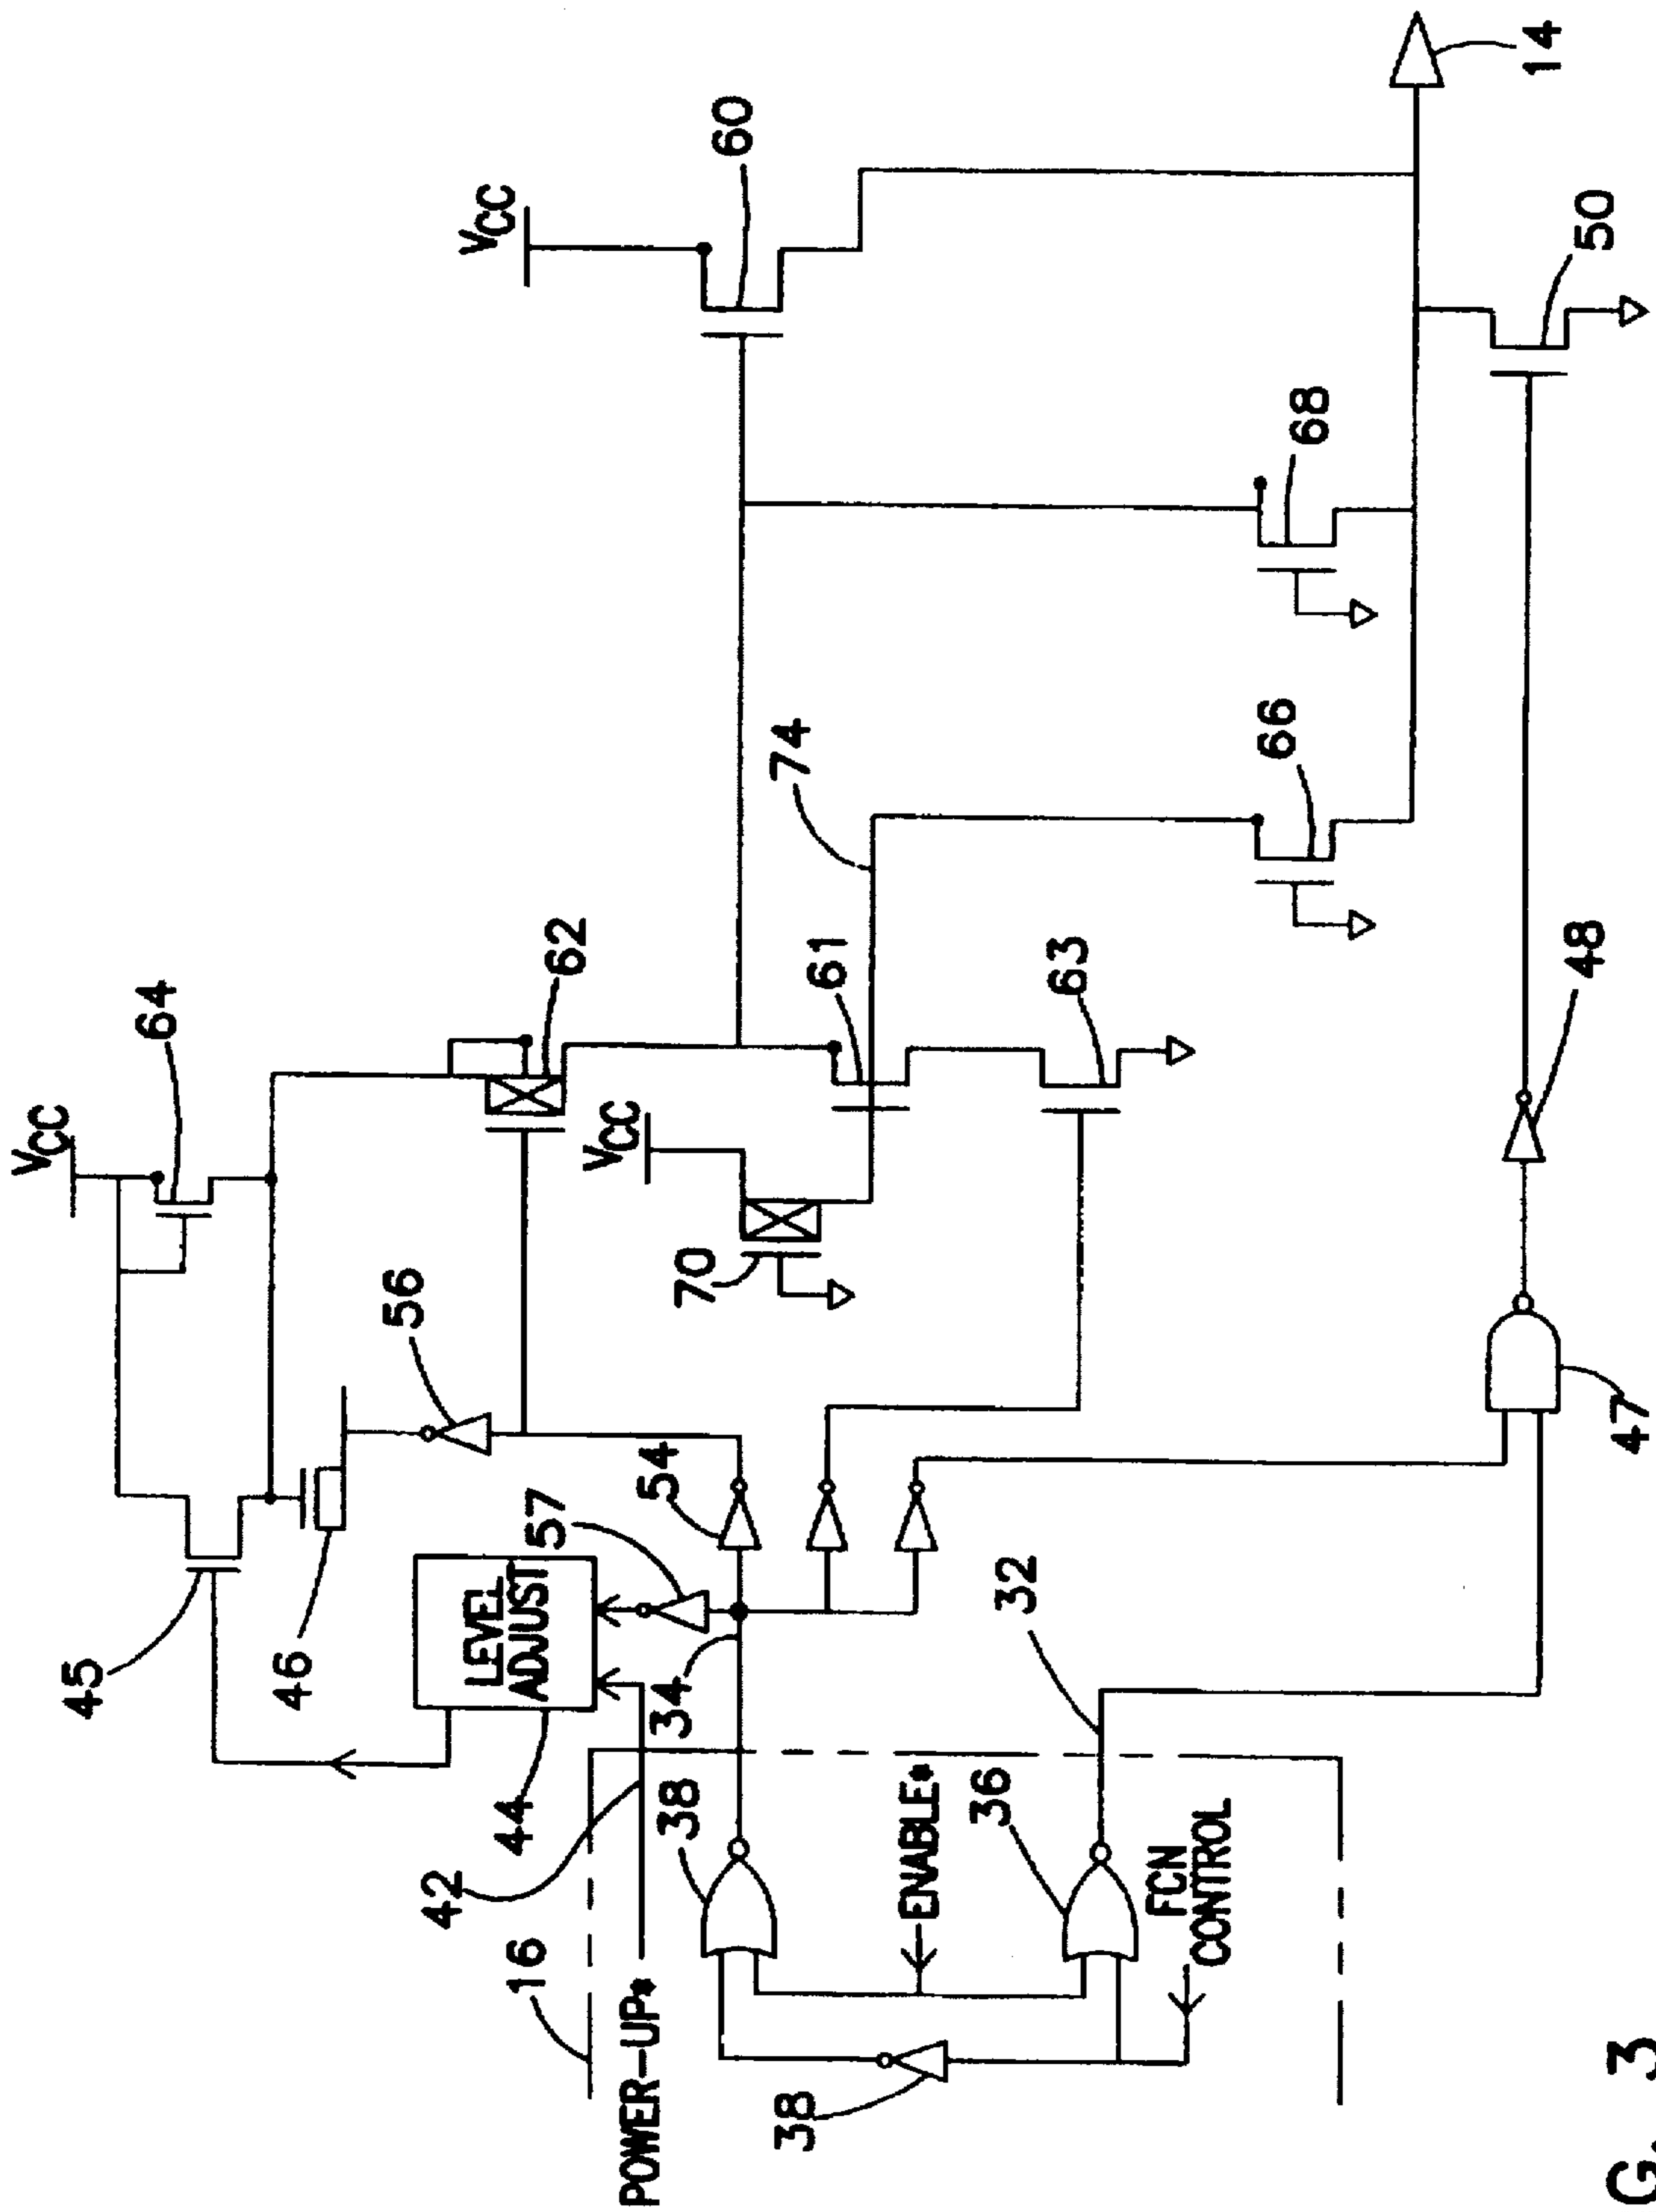 VCC
64
45
46
56
62
VCC
60
LEVEL
ADJUST
44
57
54
42
34
VCC
70
61
74
63
16
POWER-UP*
38
ENABLE*
36
FCN
CONTROL
38
32
66
68
14
47
48
50
G. 3